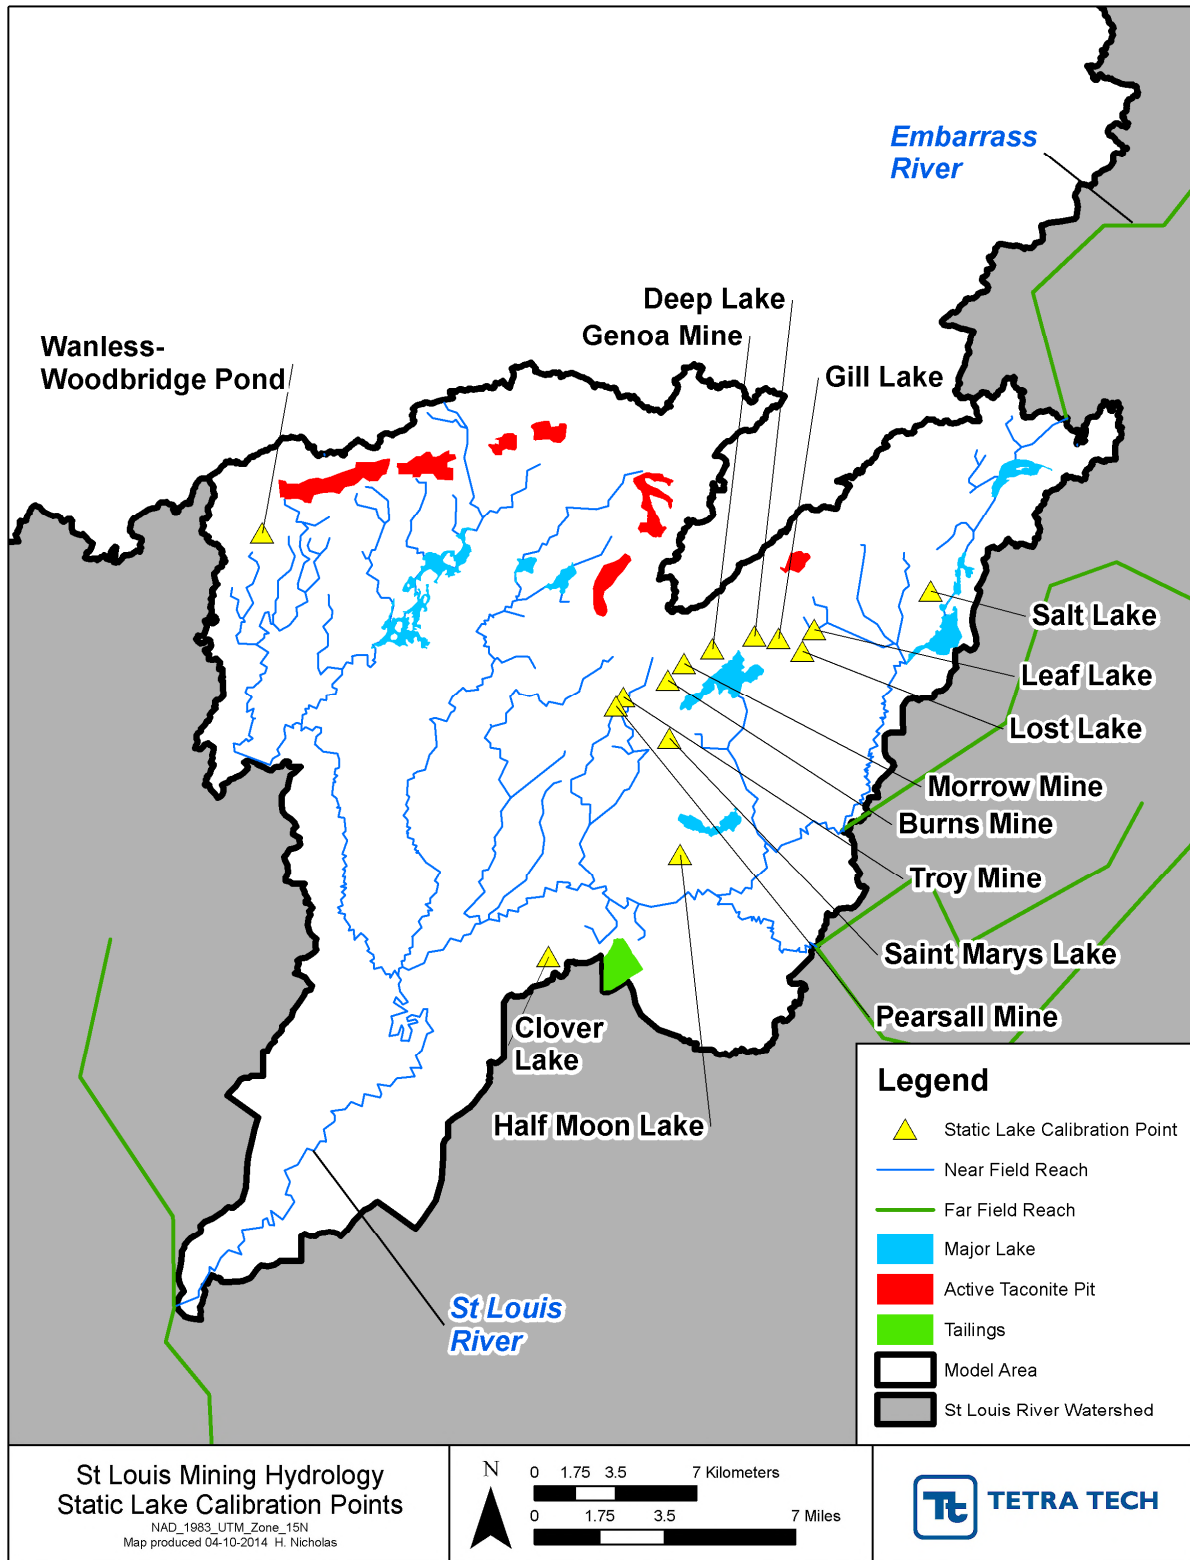 Embarrass
River
Deep Lake
Genoa Mine
Wanless-
Woodbridge Pond
Gill Lake
Salt Lake
Leaf Lake
Lost Lake
Morrow Mine
Burns Mine
Troy Mine
Saint Marys Lake
Pearsall Mine
Clover
Lake
Half Moon Lake
St Louis
River
Legend
Static Lake Calibration Point
Near Field Reach
Far Field Reach
Major Lake
Active Taconite Pit
Tailings
Model Area
St Louis River Watershed
St Louis Mining Hydrology
Static Lake Calibration Points
NAD_1983_UTM_Zone_15N
Map produced 04-10-2014 H. Nicholas
N
0 1.75 3.5 7 Kilometers
0 1.75 3.5 7 Miles
Tt TETRA TECH